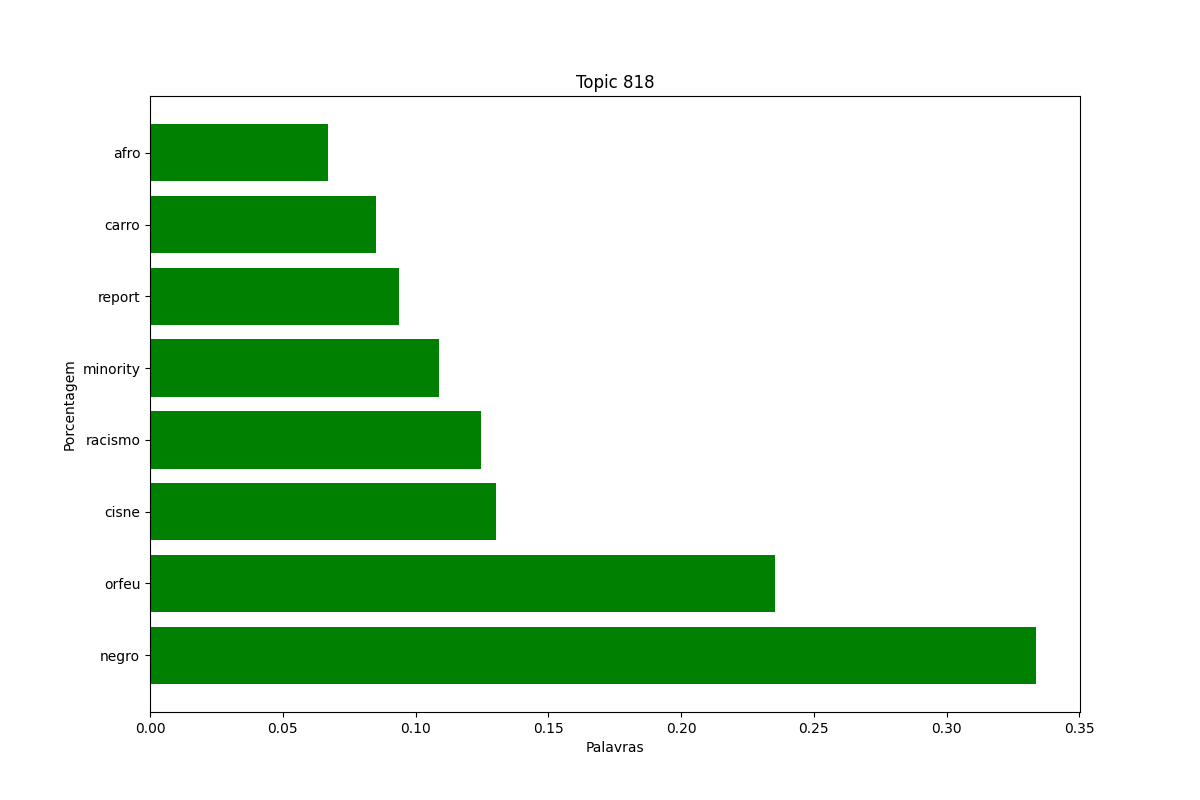 Topic 818
afro
carro
report
minority
racismo
cisne
orfeu
negro
Porcentagem
0.00 0.05 0.10 0.15 0.20 0.25 0.30 0.35
Palavras